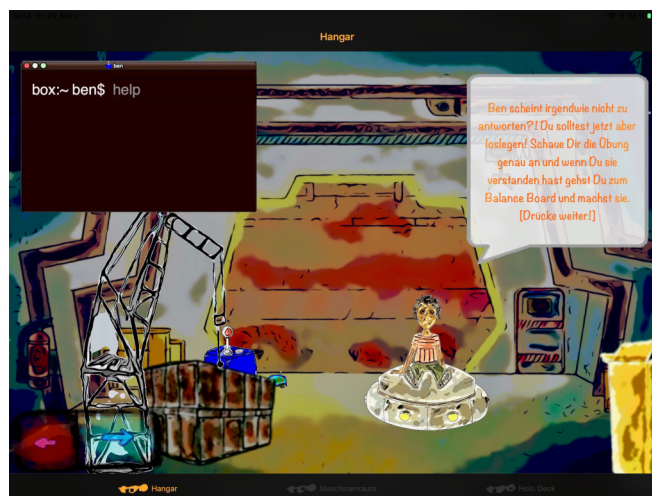 Hangar
ben
box:~ ben$ help
Ben scheint irgendwie nicht zu
antworten?! Du solltest jetzt aber
loslegen! Schaue Dir die Übung
genau an und wenn Du sie
verstanden hast gehst Du zum
Balance Board und machst sie.
[Drücke weiter!]
Hangar
Maschinenraum
Holo Deck